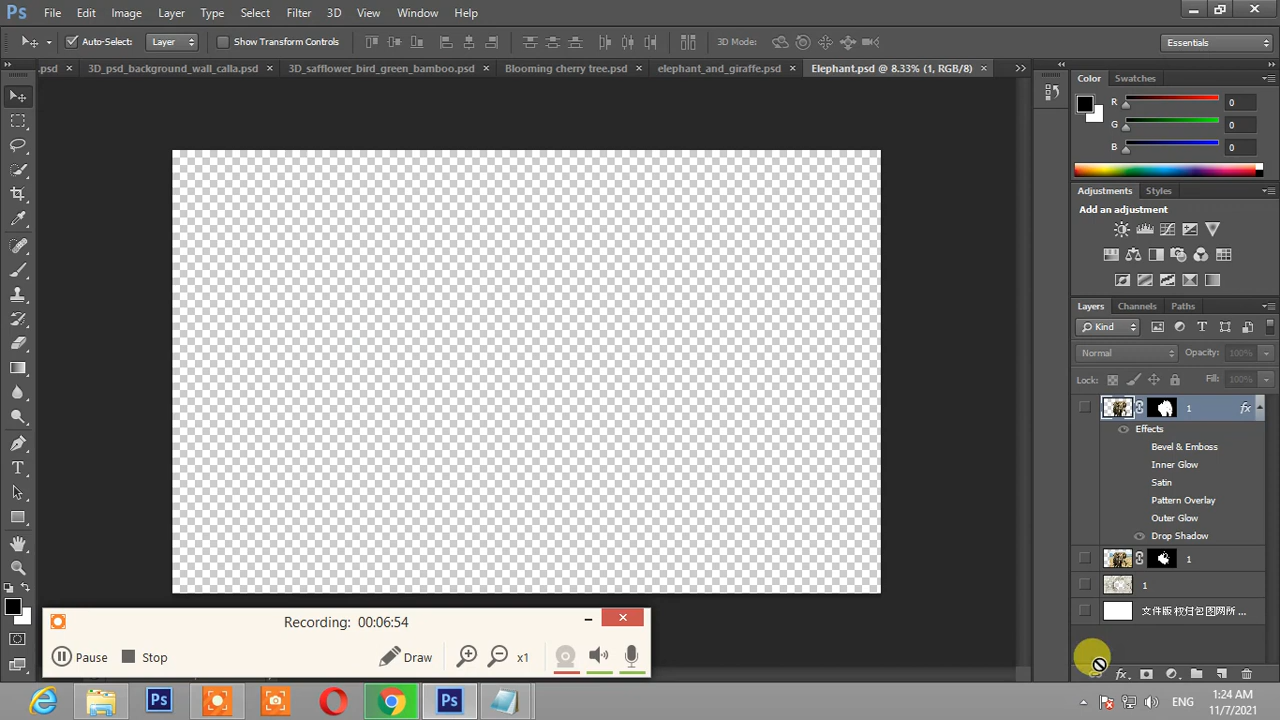 Ps File Edit Image Layer Type Select Filter 3D View Window Help
Auto-Select: Layer Show Transform Controls 3D Mode: Essentials
.psd × 3D_psd_background_wall_calla.psd × 3D_safflower_bird_green_bamboo.psd × Blooming cherry tree.psd × elephant_and_giraffe.psd × Elephant.psd @ 8.33% (1, RGB/8) ×
Color Swatches
R 0
G 0
B 0
Adjustments Styles
Add an adjustment
Layers Channels Paths
Kind
Normal Opacity: 100%
Lock: Fill: 100%
1 fx
Effects
Bevel & Emboss
Inner Glow
Satin
Pattern Overlay
Outer Glow
Drop Shadow
1
1
文件版权归包图网所 ...
Recording: 00:06:54
Pause Stop Draw x1
Ps Ps ENG
1:24 AM
11/7/2021